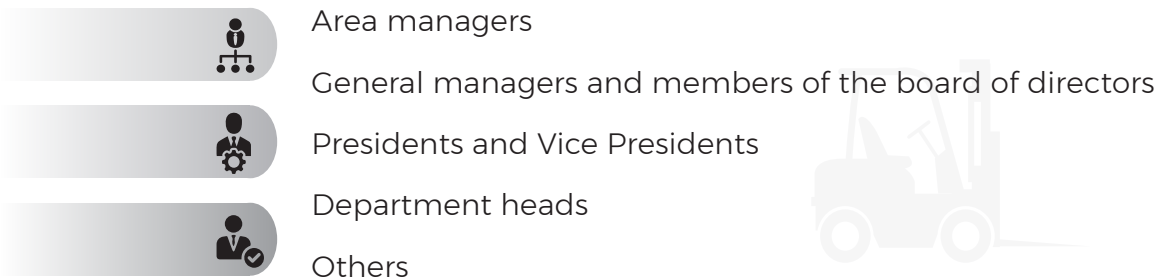 Area managers
General managers and members of the board of directors
Presidents and Vice Presidents
Department heads
Others